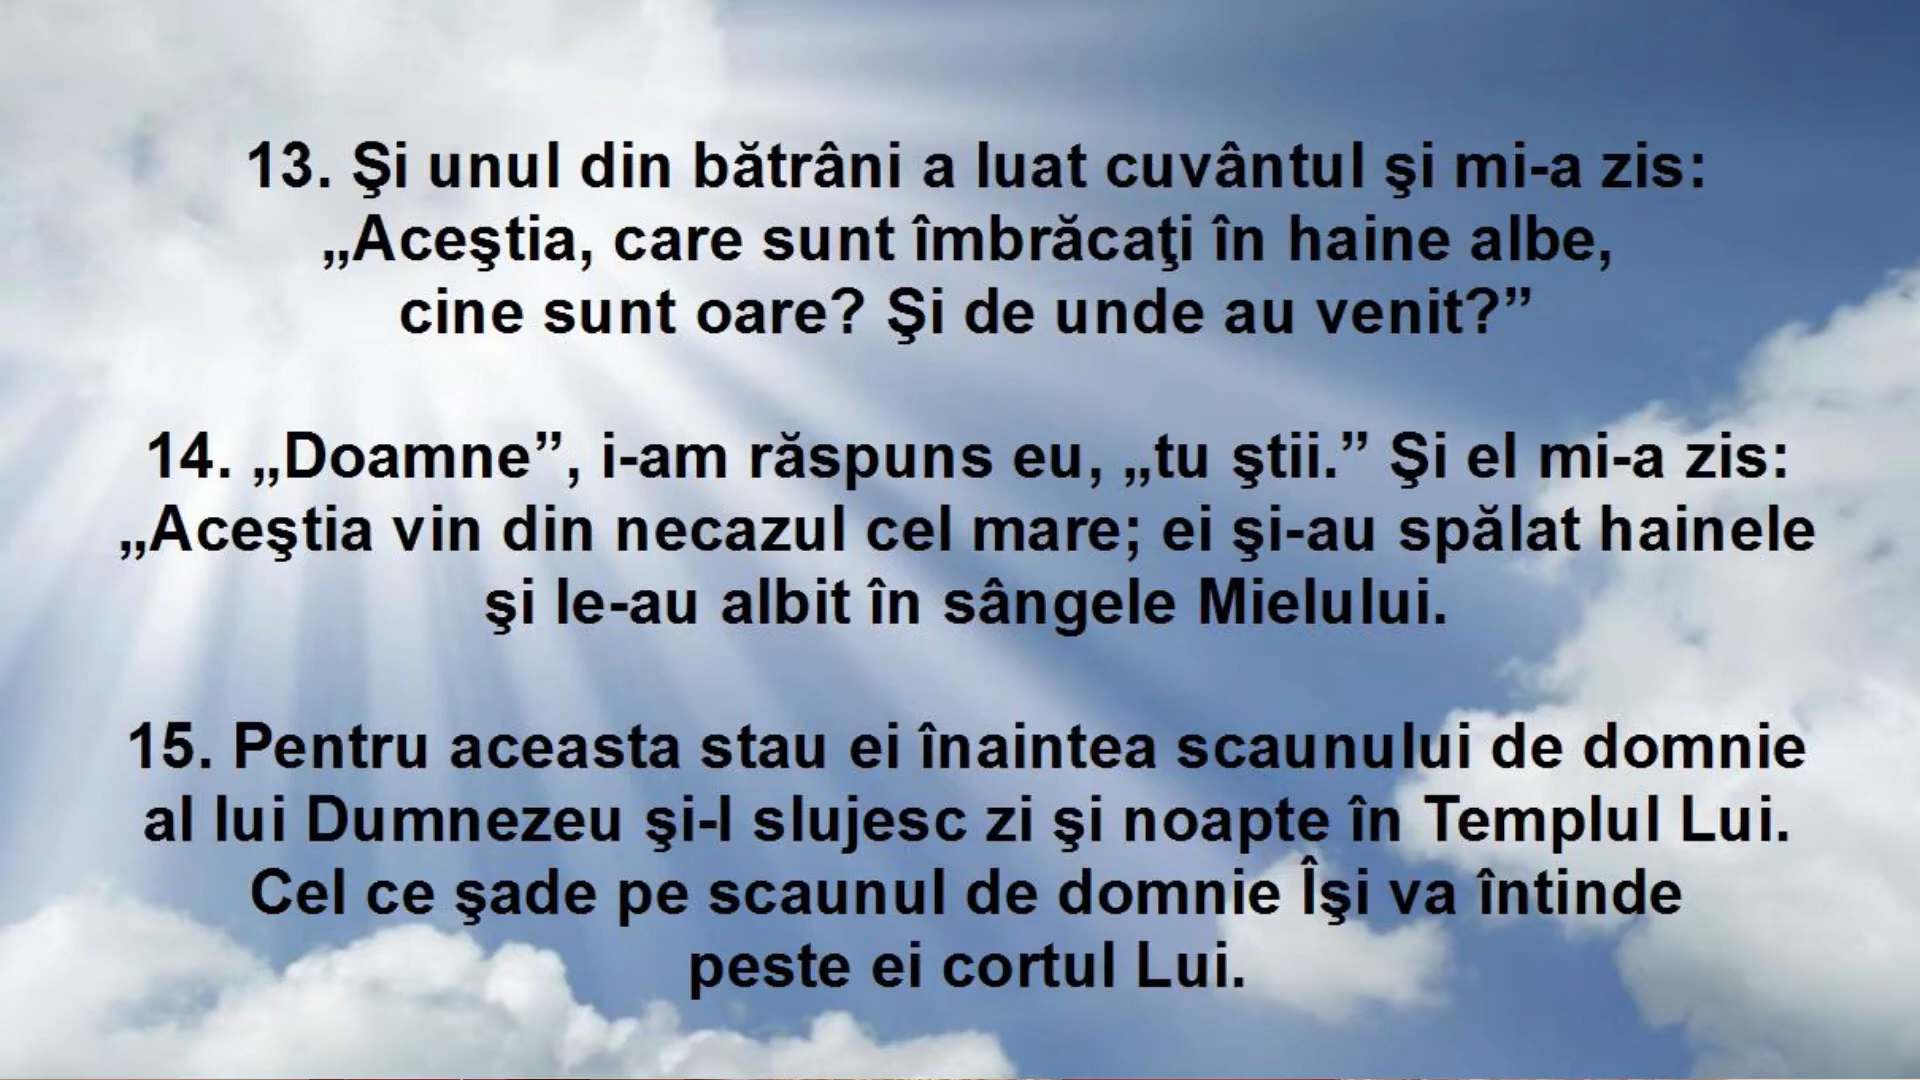 13. Şi unul din bătrâni a luat cuvântul şi mi-a zis:
„Aceştia, care sunt îmbrăcaţi în haine albe,
cine sunt oare? Şi de unde au venit?”
14. „Doamne”, i-am răspuns eu, „tu ştii.” Şi el mi-a zis:
„Aceştia vin din necazul cel mare; ei şi-au spălat hainele
şi le-au albit în sângele Mielului.
15. Pentru aceasta stau ei înaintea scaunului de domnie
al lui Dumnezeu şi-I slujesc zi şi noapte în Templul Lui.
Cel ce şade pe scaunul de domnie Îşi va întinde
peste ei cortul Lui.